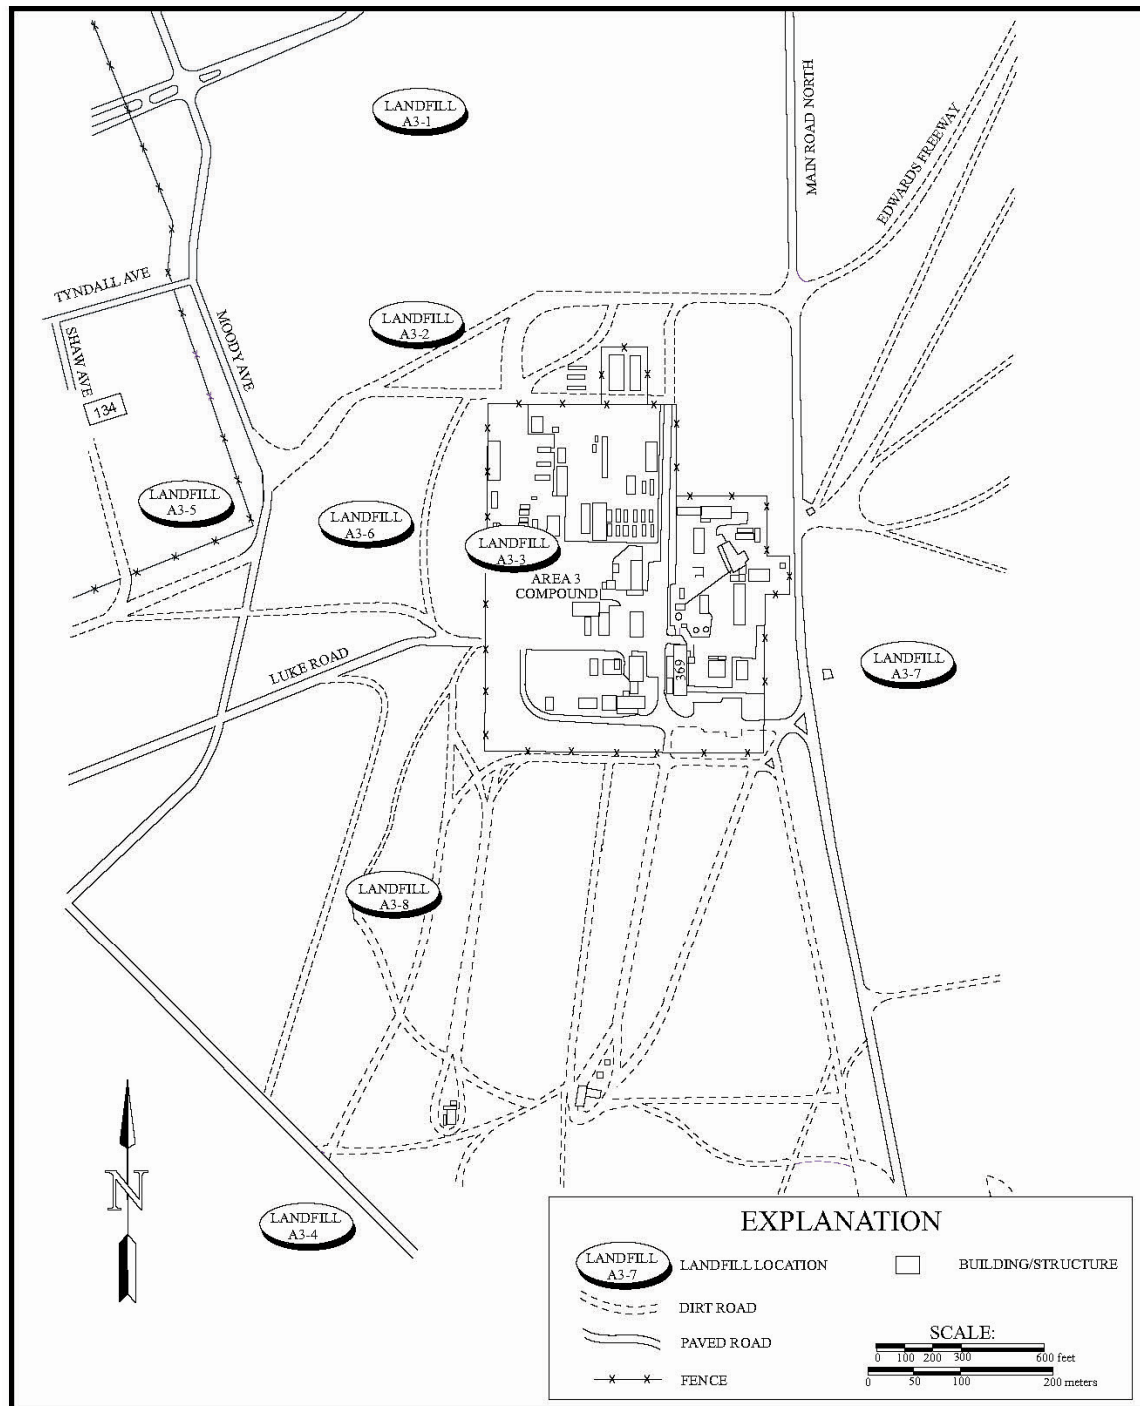 LANDFILL
A3-1
MAIN ROAD NORTH
EDWARDS FREEWAY
TYNDALL AVE
SHAW AVE
MOODY AVE
LANDFILL
A3-2
134
LANDFILL
A3-5
LANDFILL
A3-6
LANDFILL
A3-3
AREA 3
COMPOUND
LUKE ROAD
369
LANDFILL
A3-7
LANDFILL
A3-8
N
LANDFILL
A3-4
EXPLANATION
LANDFILL
A3-7
LANDFILL LOCATION
BUILDING/STRUCTURE
DIRT ROAD
PAVED ROAD
FENCE
SCALE:
0 100 200 300 600 feet
0 50 100 200 meters